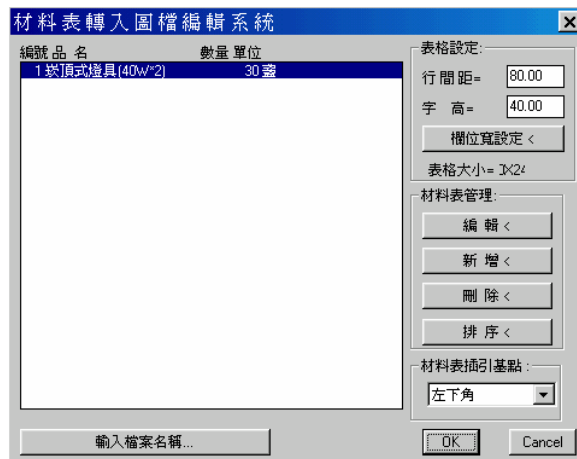 材料表轉入圖檔編輯系統
編號 品 名 數量 單位
1 崁頂式燈具(40W*2) 30 盞
輸入檔案名稱...
表格設定:
行間距= 80.00
字 高= 40.00
欄位寬設定 <
表格大小=
材料表管理:
編 輯 <
新 增 <
刪 除 <
排 序 <
材料表插引基點 :
左下角
OK Cancel